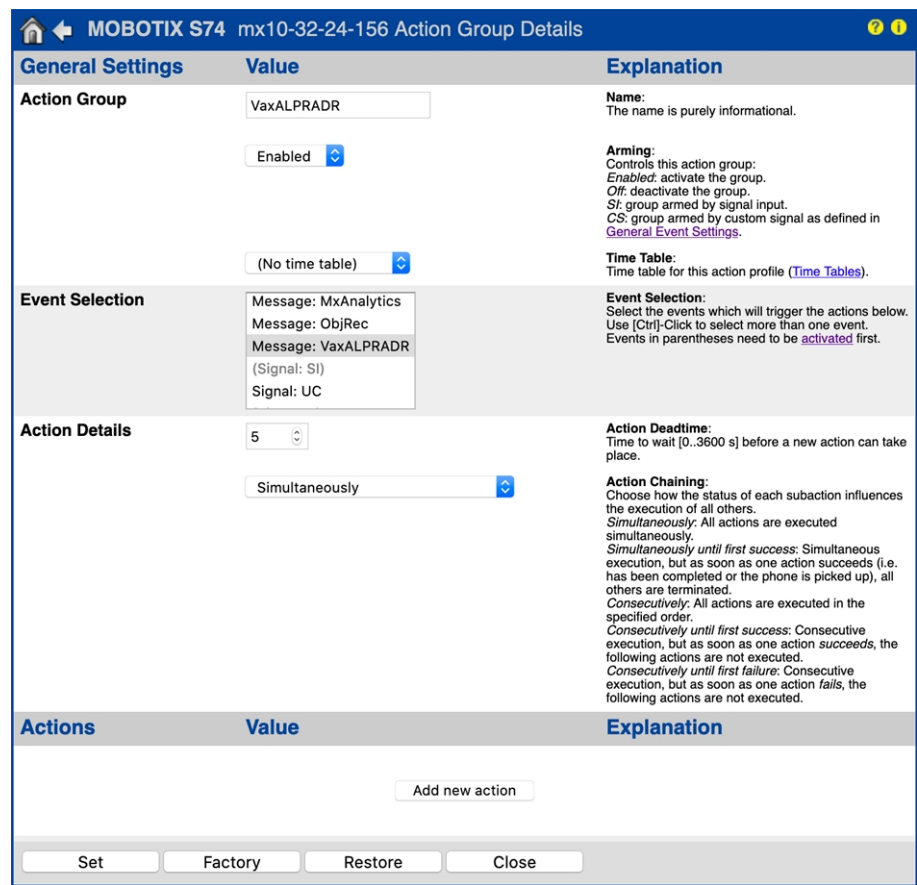 MOBOTIX S74 mx10-32-24-156 Action Group Details ? i
General Settings Value Explanation
Action Group
VaxALPRADR
Name:
The name is purely informational.
Enabled
Arming:
Controls this action group:
Enabled: activate the group.
Off: deactivate the group.
SI: group armed by signal input.
CS: group armed by custom signal as defined in
General Event Settings.
(No time table)
Time Table:
Time table for this action profile (Time Tables).
Event Selection
Message: MxAnalytics
Message: ObjRec
Message: VaxALPRADR
(Signal: SI)
Signal: UC
Event Selection:
Select the events which will trigger the actions below.
Use [Ctrl]-Click to select more than one event.
Events in parentheses need to be activated first.
Action Details
5
Action Deadtime:
Time to wait [0..3600 s] before a new action can take
place.
Simultaneously
Action Chaining:
Choose how the status of each subaction influences
the execution of all others.
Simultaneously: All actions are executed
simultaneously.
Simultaneously until first success: Simultaneous
execution, but as soon as one action succeeds (i.e.
has been completed or the phone is picked up), all
others are terminated.
Consecutively: All actions are executed in the
specified order.
Consecutively until first success: Consecutive
execution, but as soon as one action succeeds, the
following actions are not executed.
Consecutively until first failure: Consecutive
execution, but as soon as one action fails, the
following actions are not executed.
Actions Value Explanation
Add new action
Set Factory Restore Close